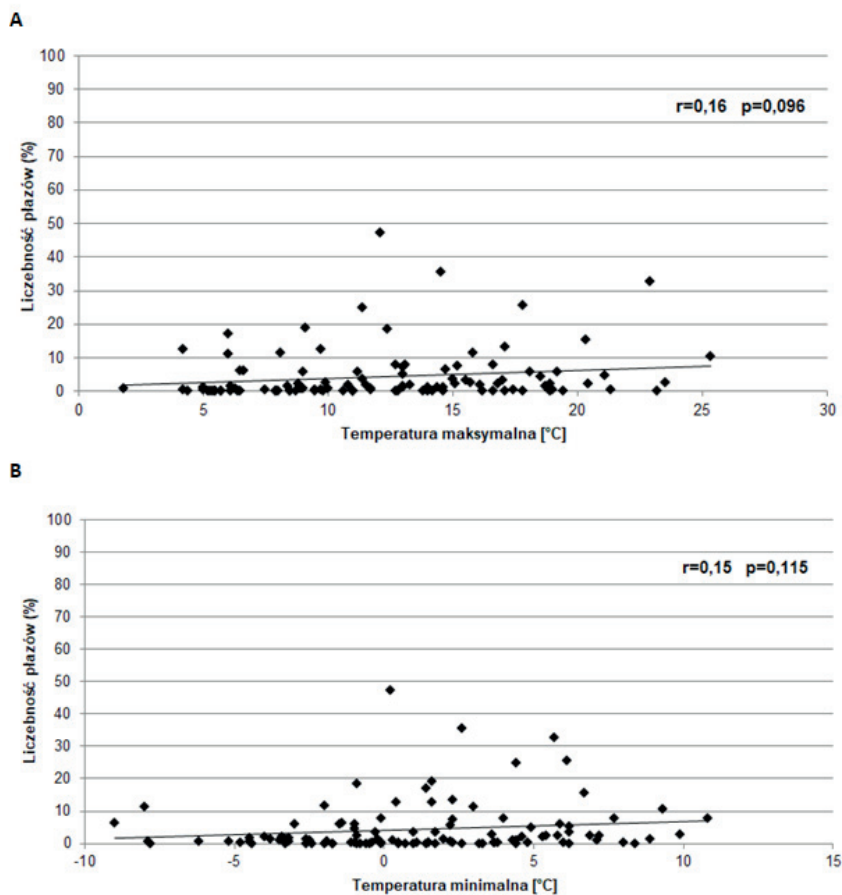 A
100
90
80
70
60
50
40
30
20
10
0
Liczebność płazów (%)
r=0,16 p=0,096
0 5 10 15 20 25 30
Temperatura maksymalna [°C]
B
100
90
80
70
60
50
40
30
20
10
0
Liczebność płazów (%)
r=0,15 p=0,115
-10 -5 0 5 10 15
Temperatura minimalna [°C]